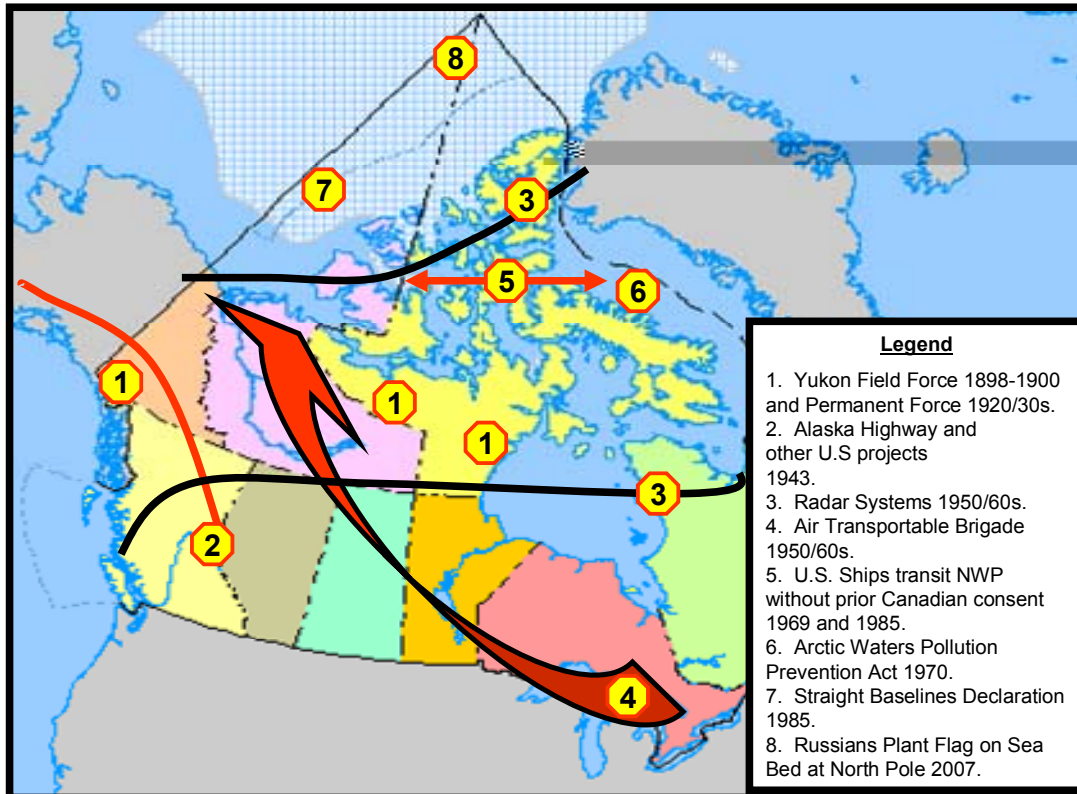 8
7
3
5
6
1
1
1
3
2
4
Legend
1. Yukon Field Force 1898-1900
and Permanent Force 1920/30s.
2. Alaska Highway and
other U.S projects
1943.
3. Radar Systems 1950/60s.
4. Air Transportable Brigade
1950/60s.
5. U.S. Ships transit NWP
without prior Canadian consent
1969 and 1985.
6. Arctic Waters Pollution
Prevention Act 1970.
7. Straight Baselines Declaration
1985.
8. Russians Plant Flag on Sea
Bed at North Pole 2007.